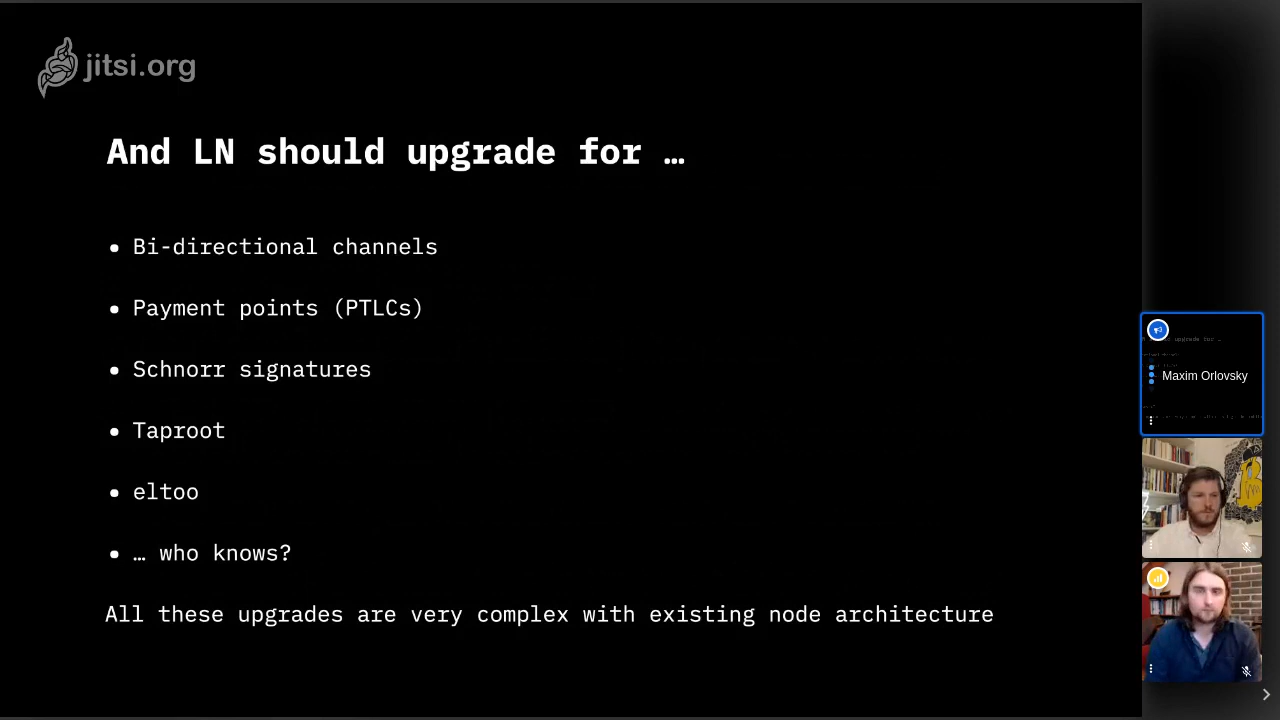 jitsi.org
And LN should upgrade for …
• Bi-directional channels
• Payment points (PTLCs)
• Schnorr signatures
• Taproot
• eltoo
• … who knows?
All these upgrades are very complex with existing node architecture
Maxim Orlovsky